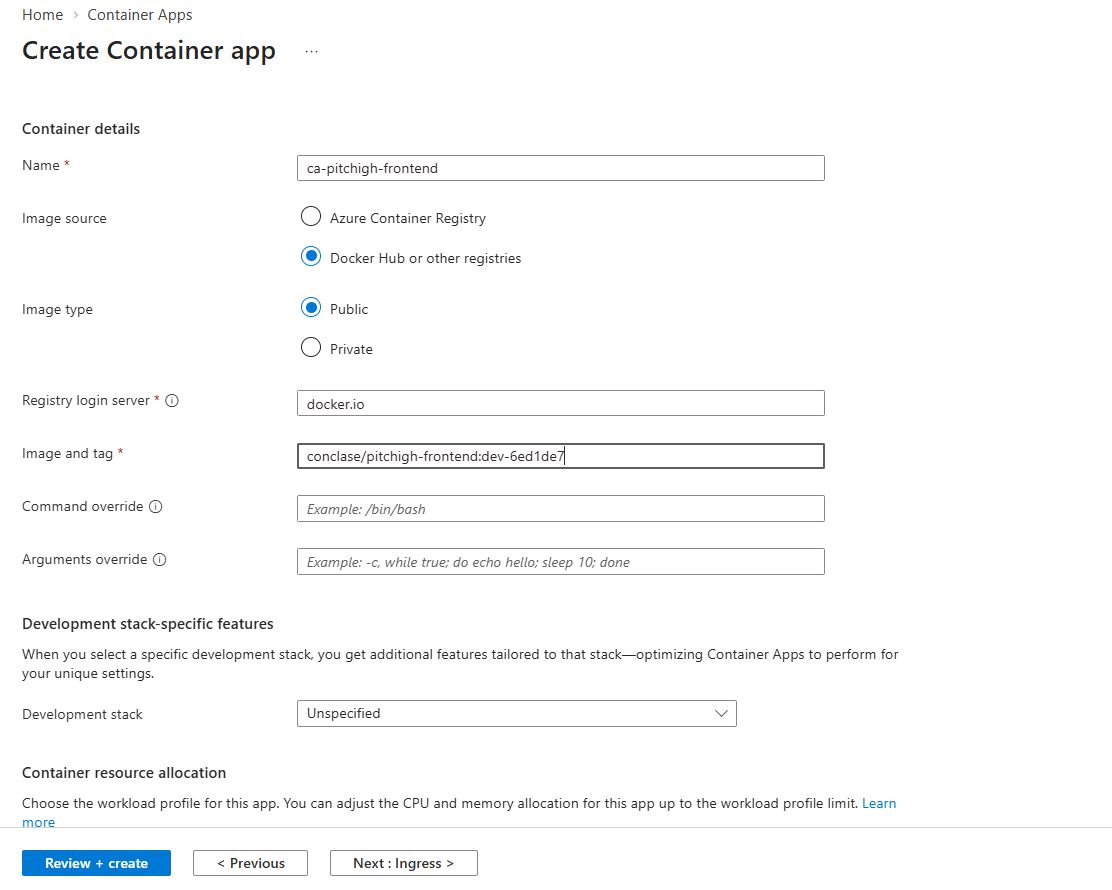 Home > Container Apps
Create Container app ...
Container details
Name *
ca-pitchigh-frontend
Image source
Azure Container Registry
Docker Hub or other registries
Image type
Public
Private
Registry login server *
docker.io
Image and tag *
conclase/pitchigh-frontend:dev-6ed1de7
Command override
Example: /bin/bash
Arguments override
Example: -c, while true; do echo hello; sleep 10; done
Development stack-specific features
When you select a specific development stack, you get additional features tailored to that stack—optimizing Container Apps to perform for
your unique settings.
Development stack
Unspecified
Container resource allocation
Choose the workload profile for this app. You can adjust the CPU and memory allocation for this app up to the workload profile limit. Learn
more
Review + create
< Previous
Next : Ingress >